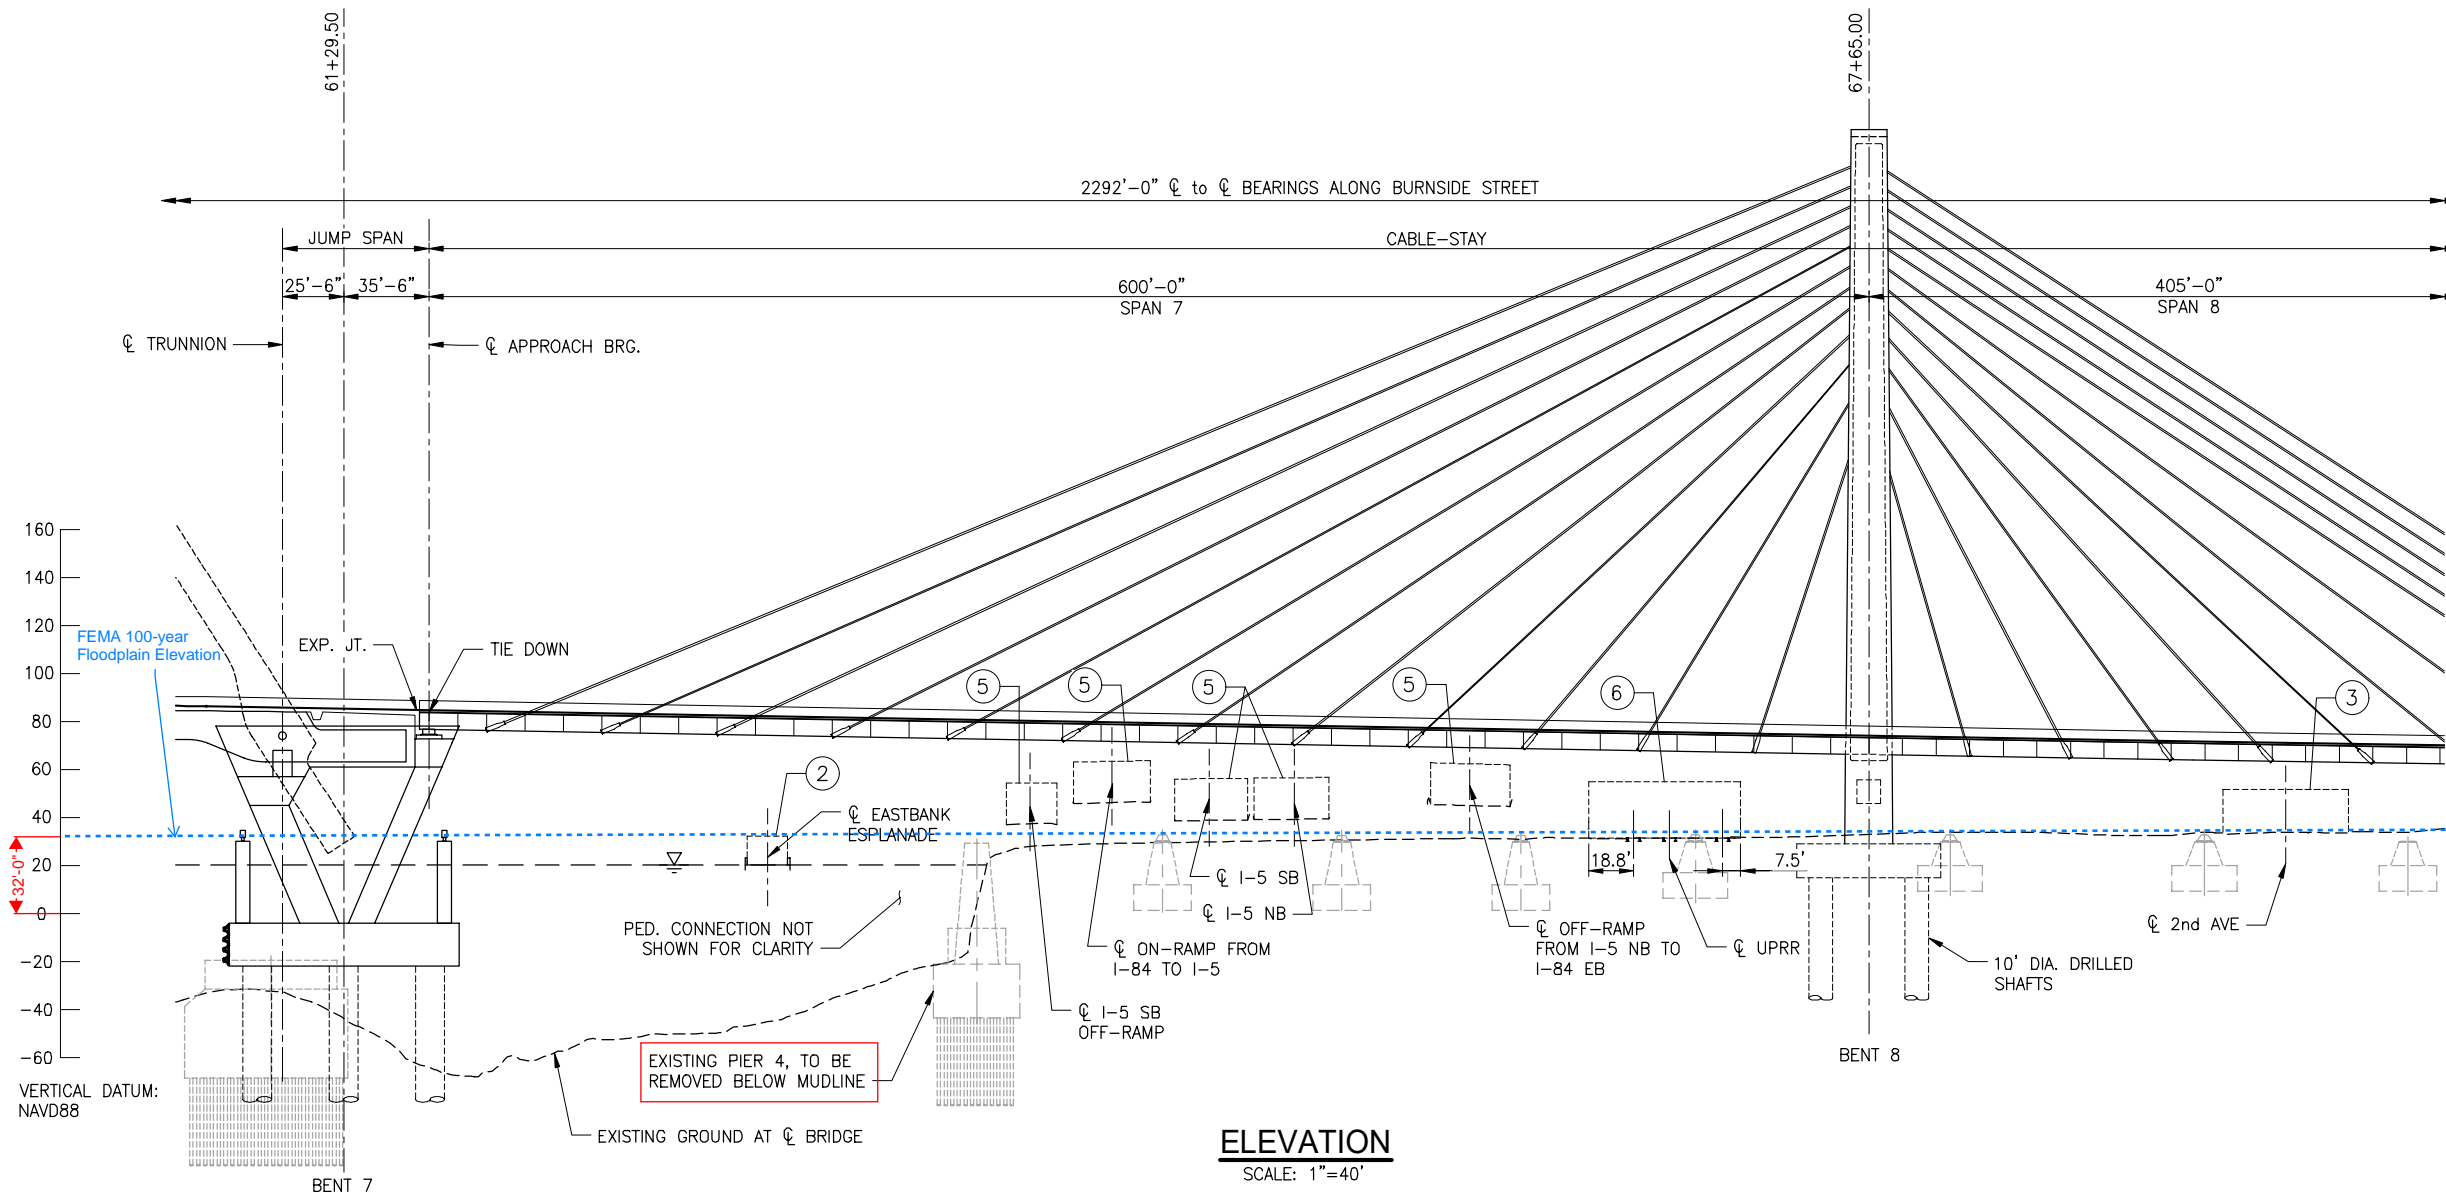 61+29.50
67+65.00
2292'-0" ℄ to ℄ BEARINGS ALONG BURNSIDE STREET
JUMP SPAN
CABLE-STAY
25'-6"
35'-6"
600'-0"
SPAN 7
405'-0"
SPAN 8
℄ TRUNNION
℄ APPROACH BRG.
160
140
120
100
80
60
40
20
0
-20
-40
-60
VERTICAL DATUM:
NAVD88
FEMA 100-year
Floodplain Elevation
32'-0"
EXP. JT.
TIE DOWN
5
5
5
5
6
3
2
℄ EASTBANK
ESPLANADE
18.8'
7.5'
℄ I-5 SB
℄ I-5 NB
PED. CONNECTION NOT
SHOWN FOR CLARITY
℄ ON-RAMP FROM
I-84 TO I-5
℄ OFF-RAMP
FROM I-5 NB TO
I-84 EB
℄ UPRR
℄ 2nd AVE
10' DIA. DRILLED
SHAFTS
℄ I-5 SB
OFF-RAMP
EXISTING PIER 4, TO BE
REMOVED BELOW MUDLINE
EXISTING GROUND AT ℄ BRIDGE
BENT 8
BENT 7
ELEVATION
SCALE: 1"=40'